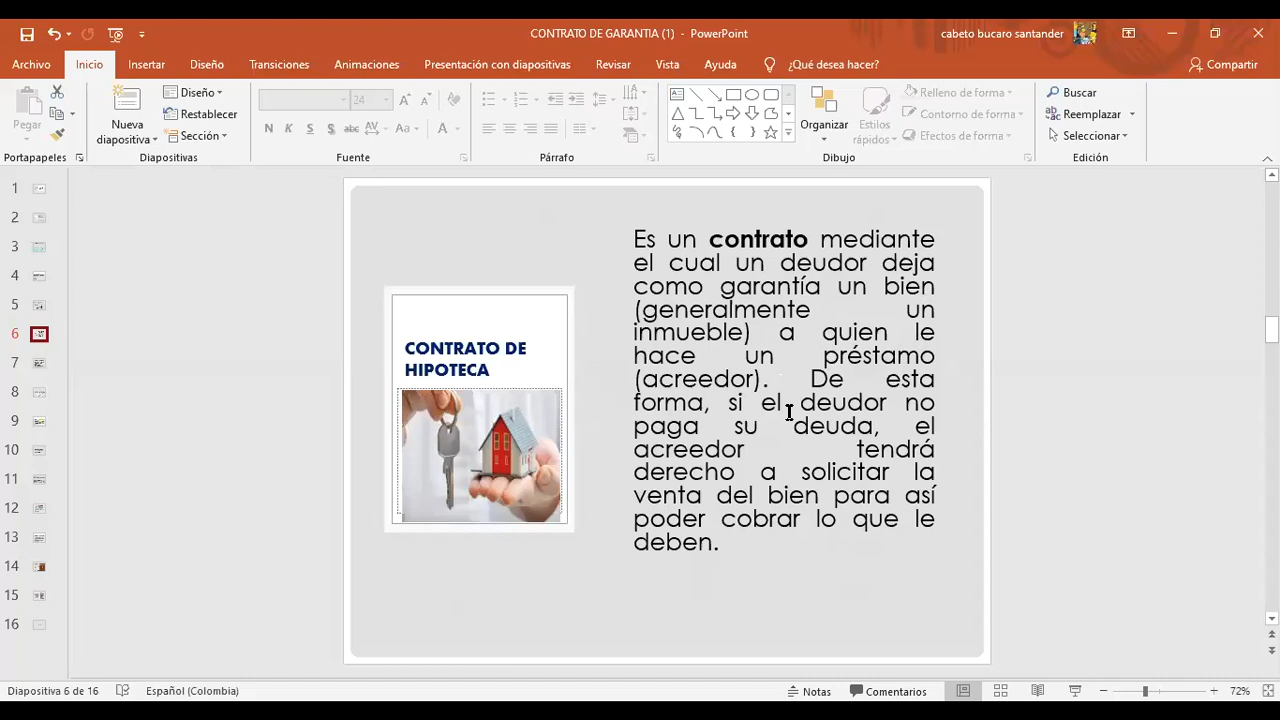 CONTRATO DE GARANTIA (1) - PowerPoint
cabeto bucaro santander
Archivo Inicio Insertar Diseño Transiciones Animaciones Presentación con diapositivas Revisar Vista Ayuda ¿Qué desea hacer? Compartir
Pegar
Portapapeles
Nueva
diapositiva
Diseño
Restablecer
Sección
Diapositivas
24
N K S S abc AV Aa A
Fuente
Párrafo
Organizar
Estilos
rápidos
Relleno de forma
Contorno de forma
Efectos de forma
Dibujo
Buscar
Reemplazar
Seleccionar
Edición
1
2
3
4
5
6
7
8
9
10
11
12
13
14
15
16
CONTRATO DE
HIPOTECA
Es un contrato mediante
el cual un deudor deja
como garantía un bien
(generalmente un
inmueble) a quien le
hace un préstamo
(acreedor). De esta
forma, si el deudor no
paga su deuda, el
acreedor tendrá
derecho a solicitar la
venta del bien para así
poder cobrar lo que le
deben.
Diapositiva 6 de 16 Español (Colombia) Notas Comentarios 72%